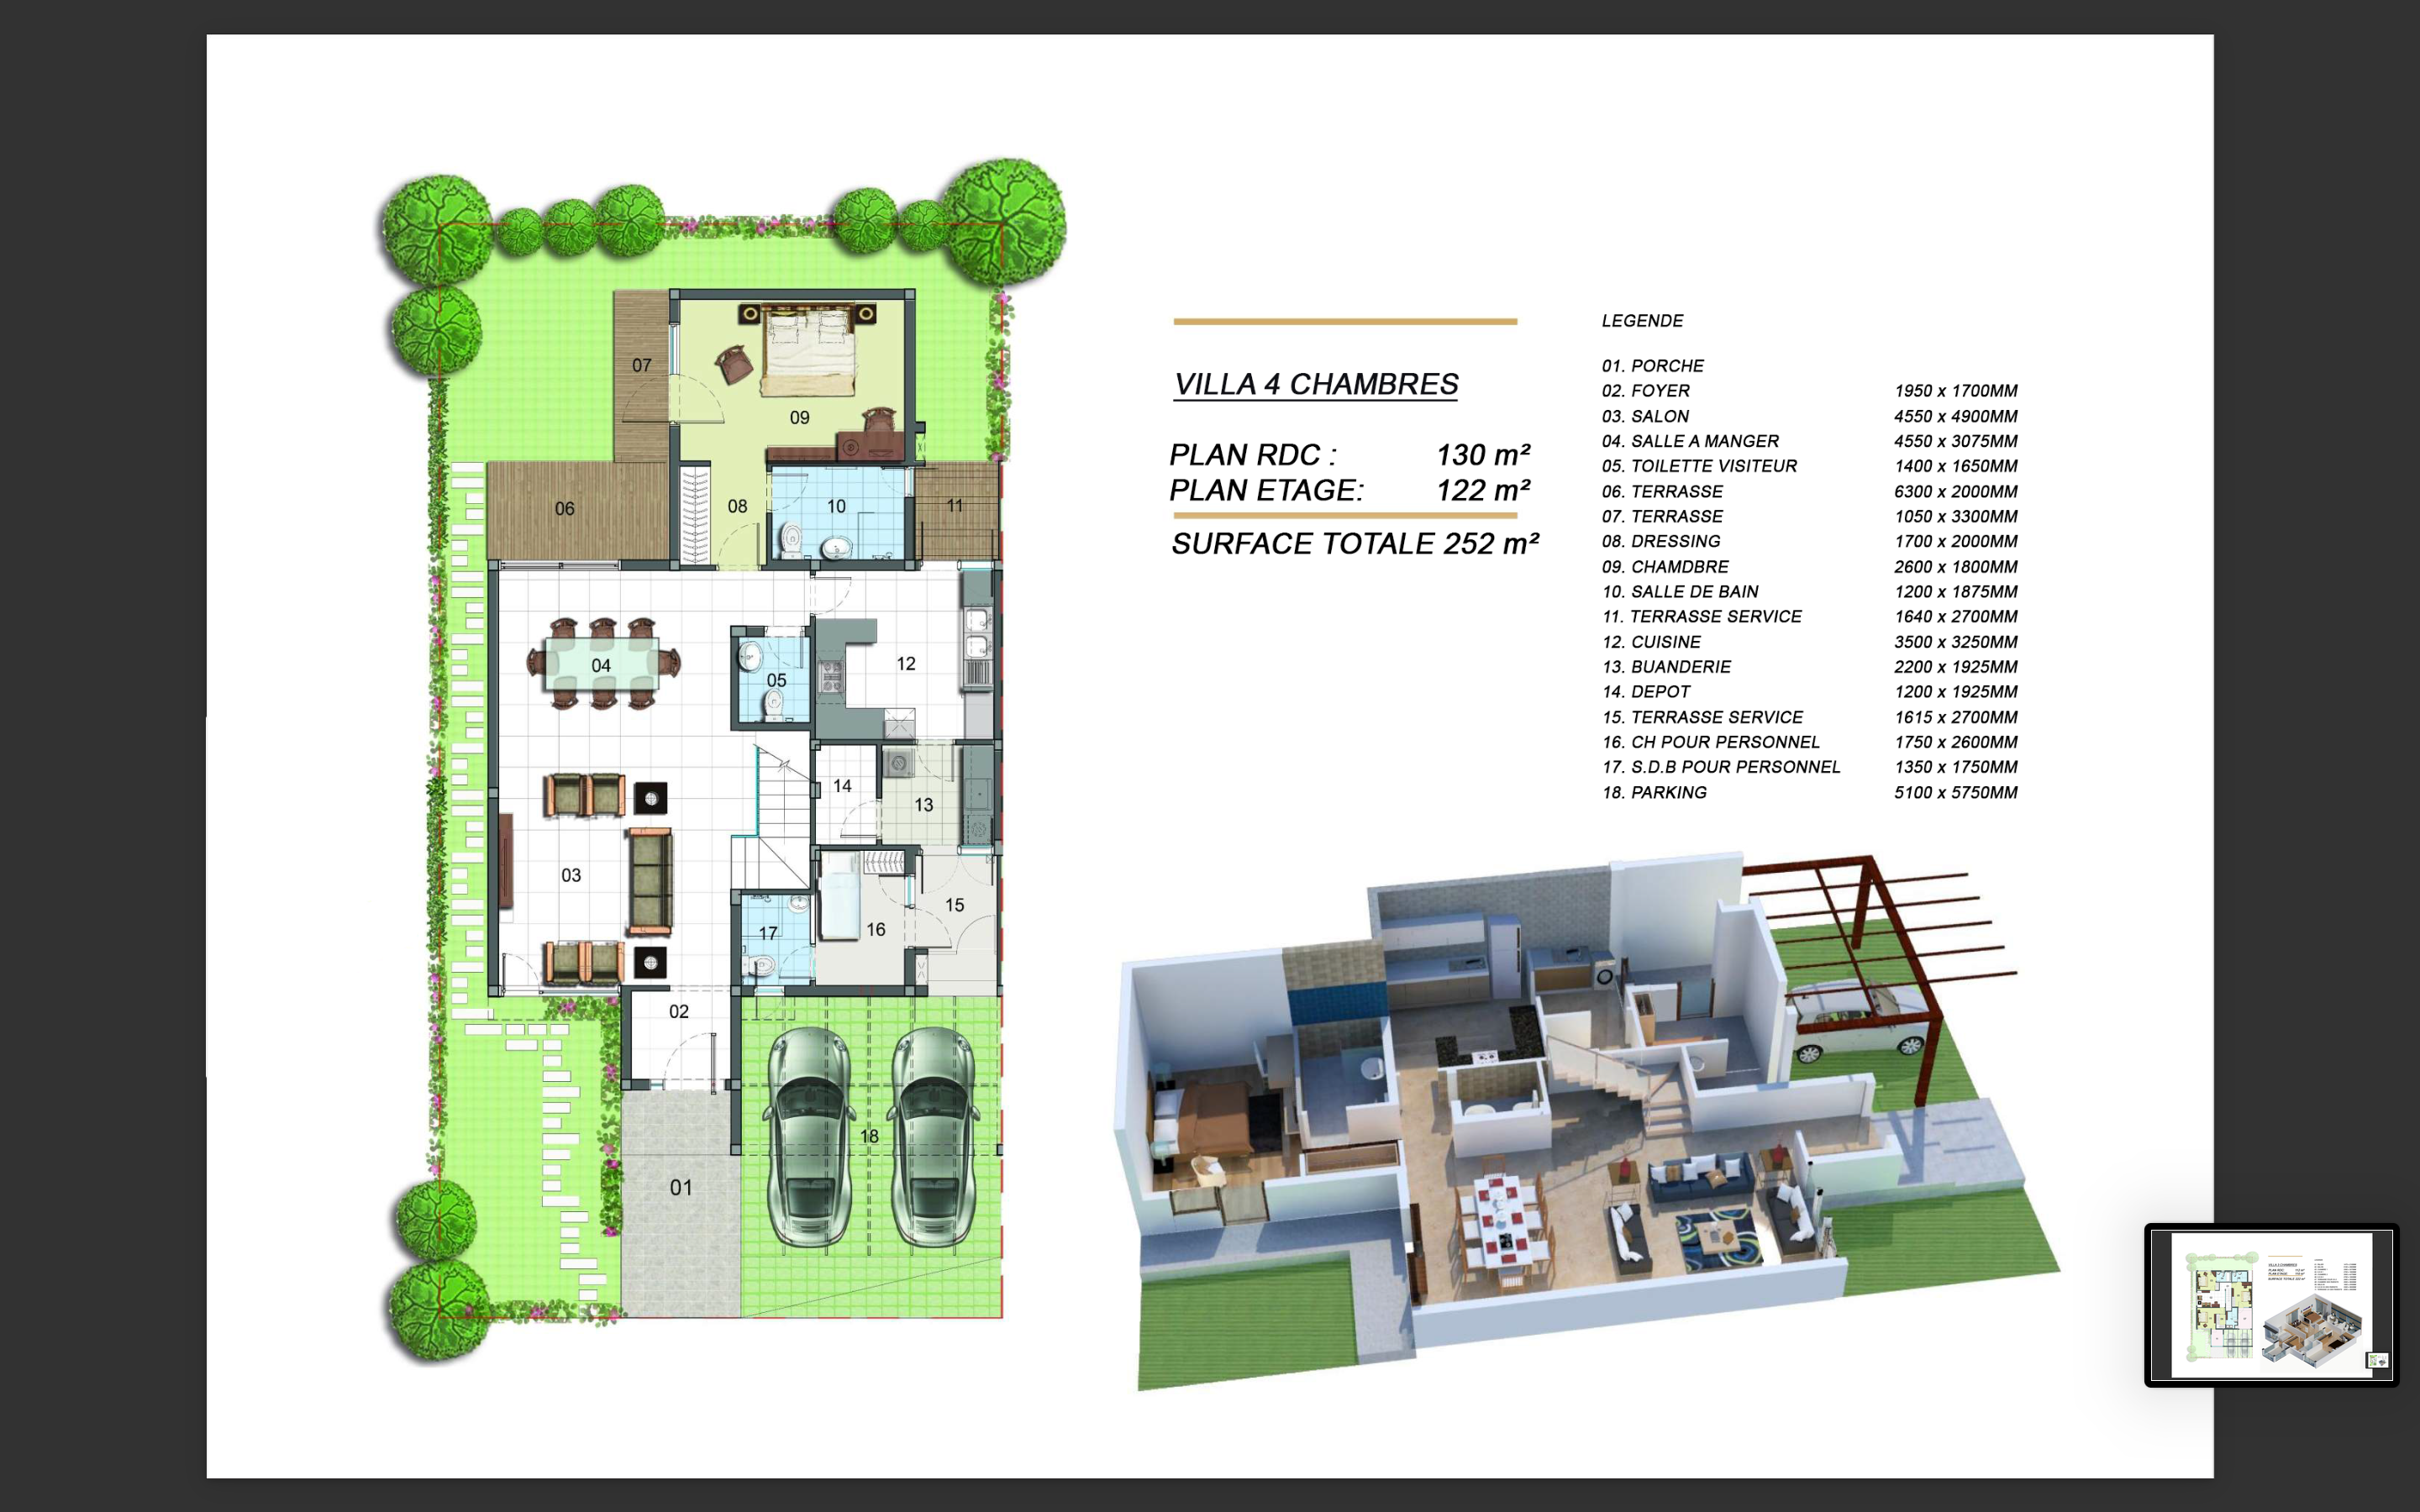 VILLA 4 CHAMBRES
PLAN RDC : 130 m²
PLAN ETAGE: 122 m²
SURFACE TOTALE 252 m²
LEGENDE
01. PORCHE
02. FOYER 1950 x 1700MM
03. SALON 4550 x 4900MM
04. SALLE A MANGER 4550 x 3075MM
05. TOILETTE VISITEUR 1400 x 1650MM
06. TERRASSE 6300 x 2000MM
07. TERRASSE 1050 x 3300MM
08. DRESSING 1700 x 2000MM
09. CHAMDBRE 2600 x 1800MM
10. SALLE DE BAIN 1200 x 1875MM
11. TERRASSE SERVICE 1640 x 2700MM
12. CUISINE 3500 x 3250MM
13. BUANDERIE 2200 x 1925MM
14. DEPOT 1200 x 1925MM
15. TERRASSE SERVICE 1615 x 2700MM
16. CH POUR PERSONNEL 1750 x 2600MM
17. S.D.B POUR PERSONNEL 1350 x 1750MM
18. PARKING 5100 x 5750MM
07
09
06
08
10
11
04
05
12
14
13
03
17
16
15
02
18
01